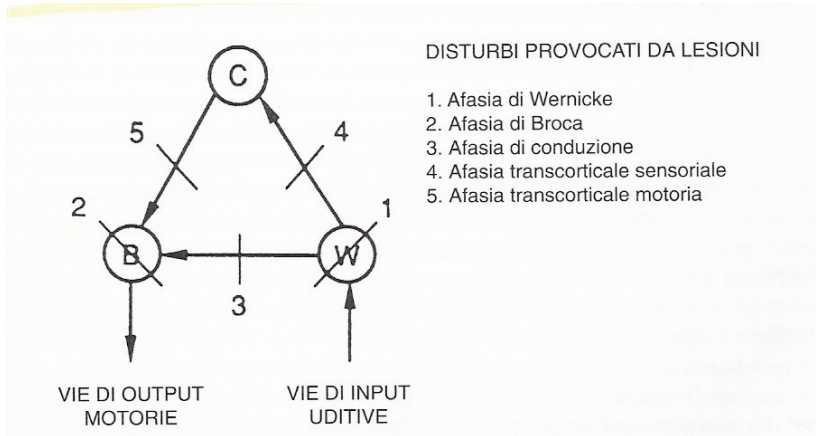 DISTURBI PROVOCATI DA LESIONI
1. Afasia di Wernicke
2. Afasia di Broca
3. Afasia di conduzione
4. Afasia transcorticale sensoriale
5. Afasia transcorticale motoria
C
5
4
2
1
B
W
3
VIE DI OUTPUT
MOTORIE
VIE DI INPUT
UDITIVE